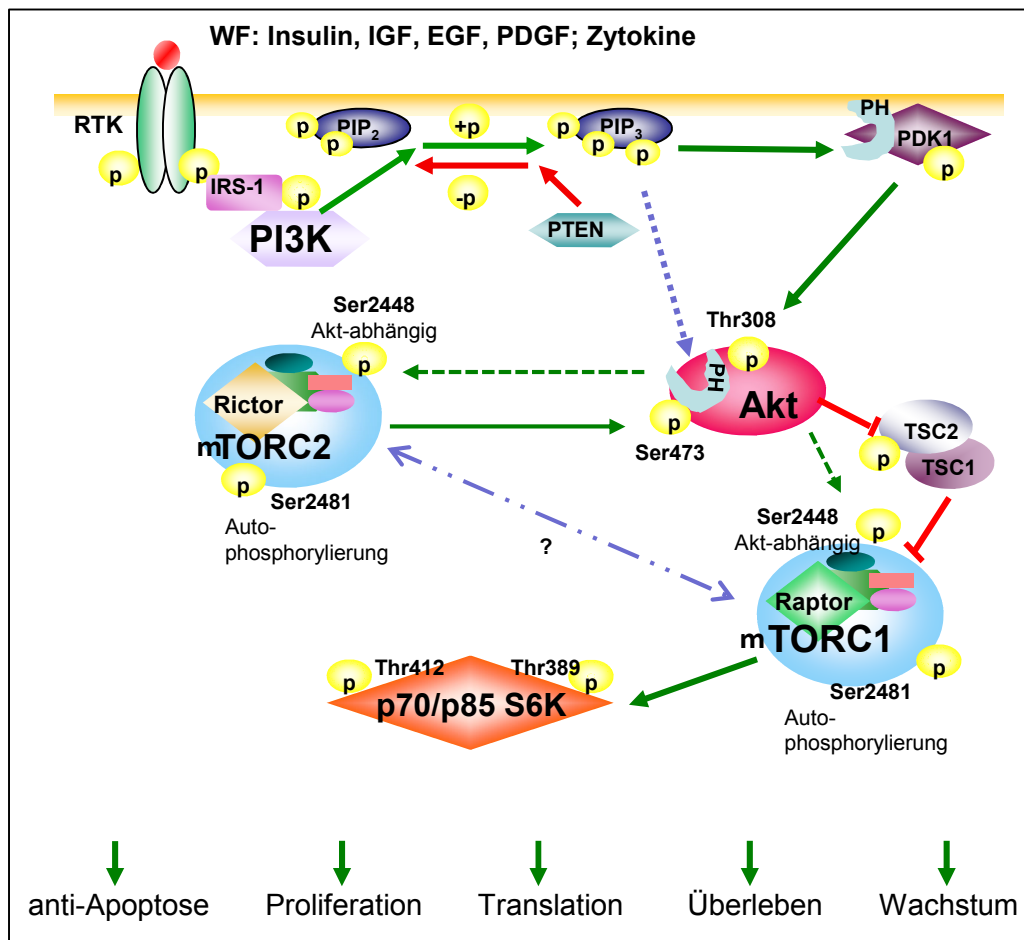 WF: Insulin, IGF, EGF, PDGF; Zytokine
RTK
p
p
IRS-1
p
PI3K
p
p
PIP2
+p
-p
p
p
p
PIP3
PTEN
PH
PDK1
p
Ser2448
Akt-abhängig
p
Rictor
mTORC2
p
Ser2481
Auto-
phosphorylierung
Thr308
p
PH
Akt
p
Ser473
p
TSC2
TSC1
?
Ser2448
Akt-abhängig
p
Raptor
mTORC1
p
Ser2481
Auto-
phosphorylierung
p
Thr412
Thr389
p
p70/p85 S6K
anti-Apoptose
Proliferation
Translation
Überleben
Wachstum